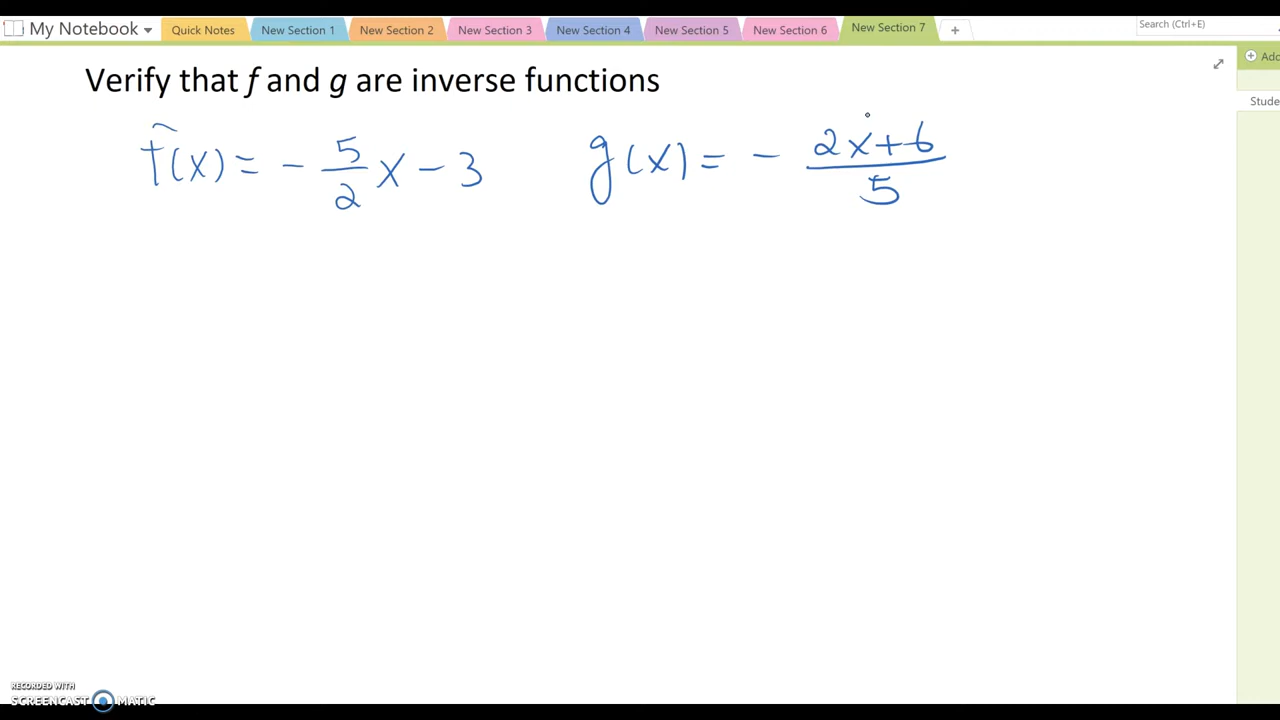 My Notebook Quick Notes New Section 1 New Section 2 New Section 3 New Section 4 New Section 5 New Section 6 New Section 7 + Search (Ctrl+E)
Add
Verify that f and g are inverse functions
Stude
f(x) = - 5/2 x - 3 g(x) = - (2x+6)/5
RECORDED WITH
SCREENCAST MATIC